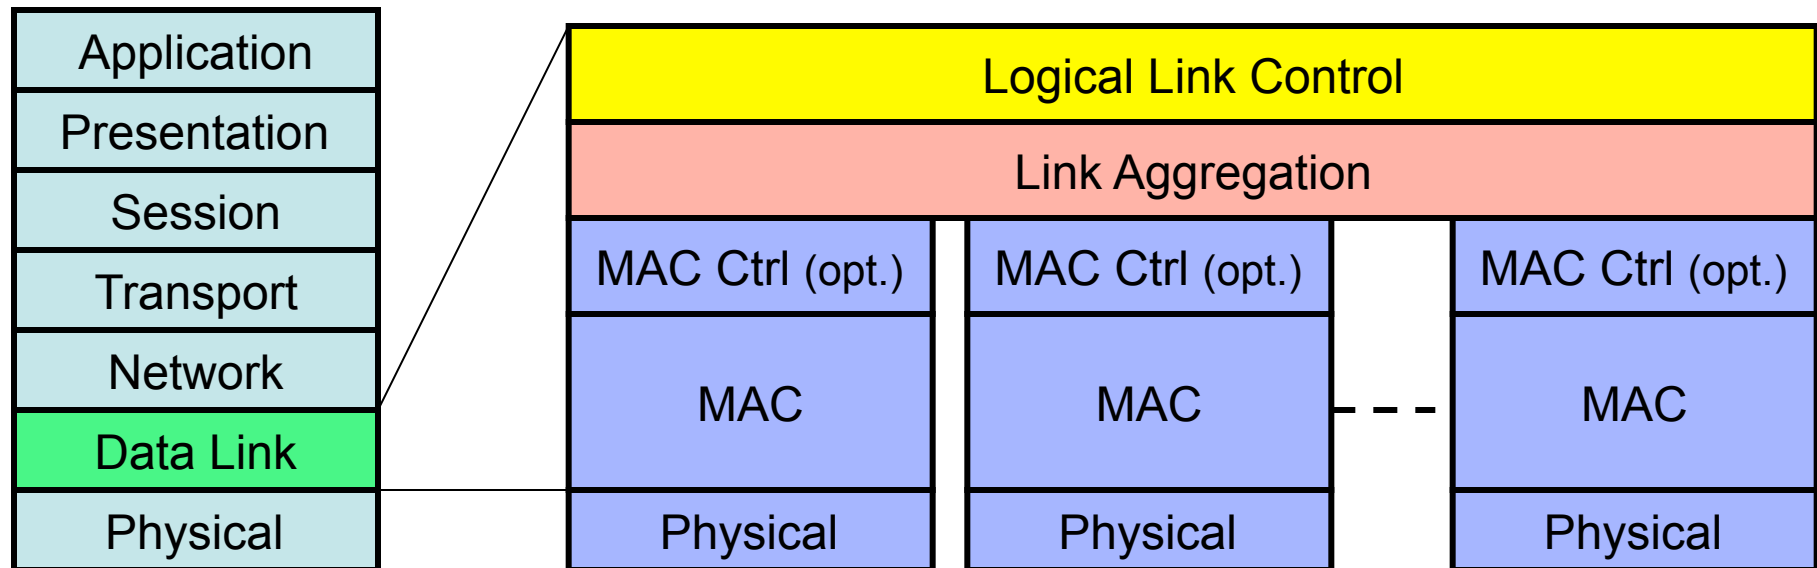 Application
Presentation
Session
Transport
Network
Data Link
Physical
Logical Link Control
Link Aggregation
MAC Ctrl (opt.) MAC Ctrl (opt.) MAC Ctrl (opt.)
MAC MAC MAC
Physical Physical Physical